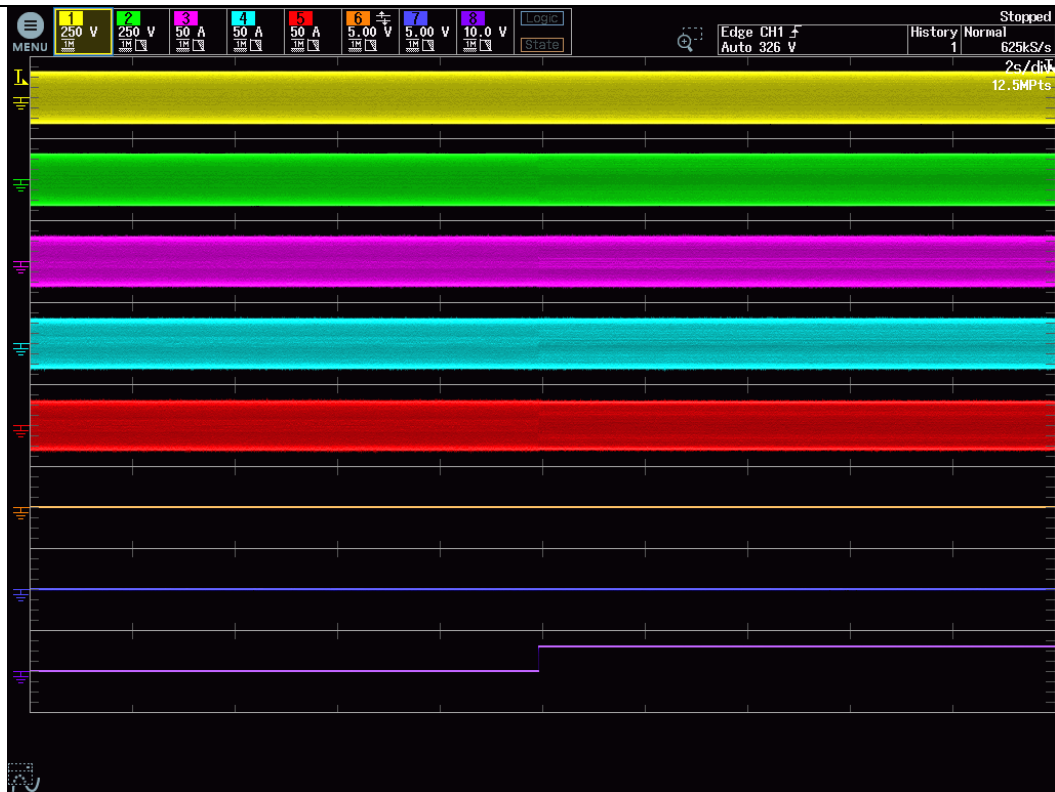 MENU
1 2 3 4 5 6 7 8 Logic
250 V 250 V 50 A 50 A 50 A 5.00 V 5.00 V 10.0 V
1M 1M 1M 1M 1M 1M 1M 1M State
Stopped
Edge CH1 History Normal
Auto 326 V 1 625kS/s
2s/div
12.5MPts
T